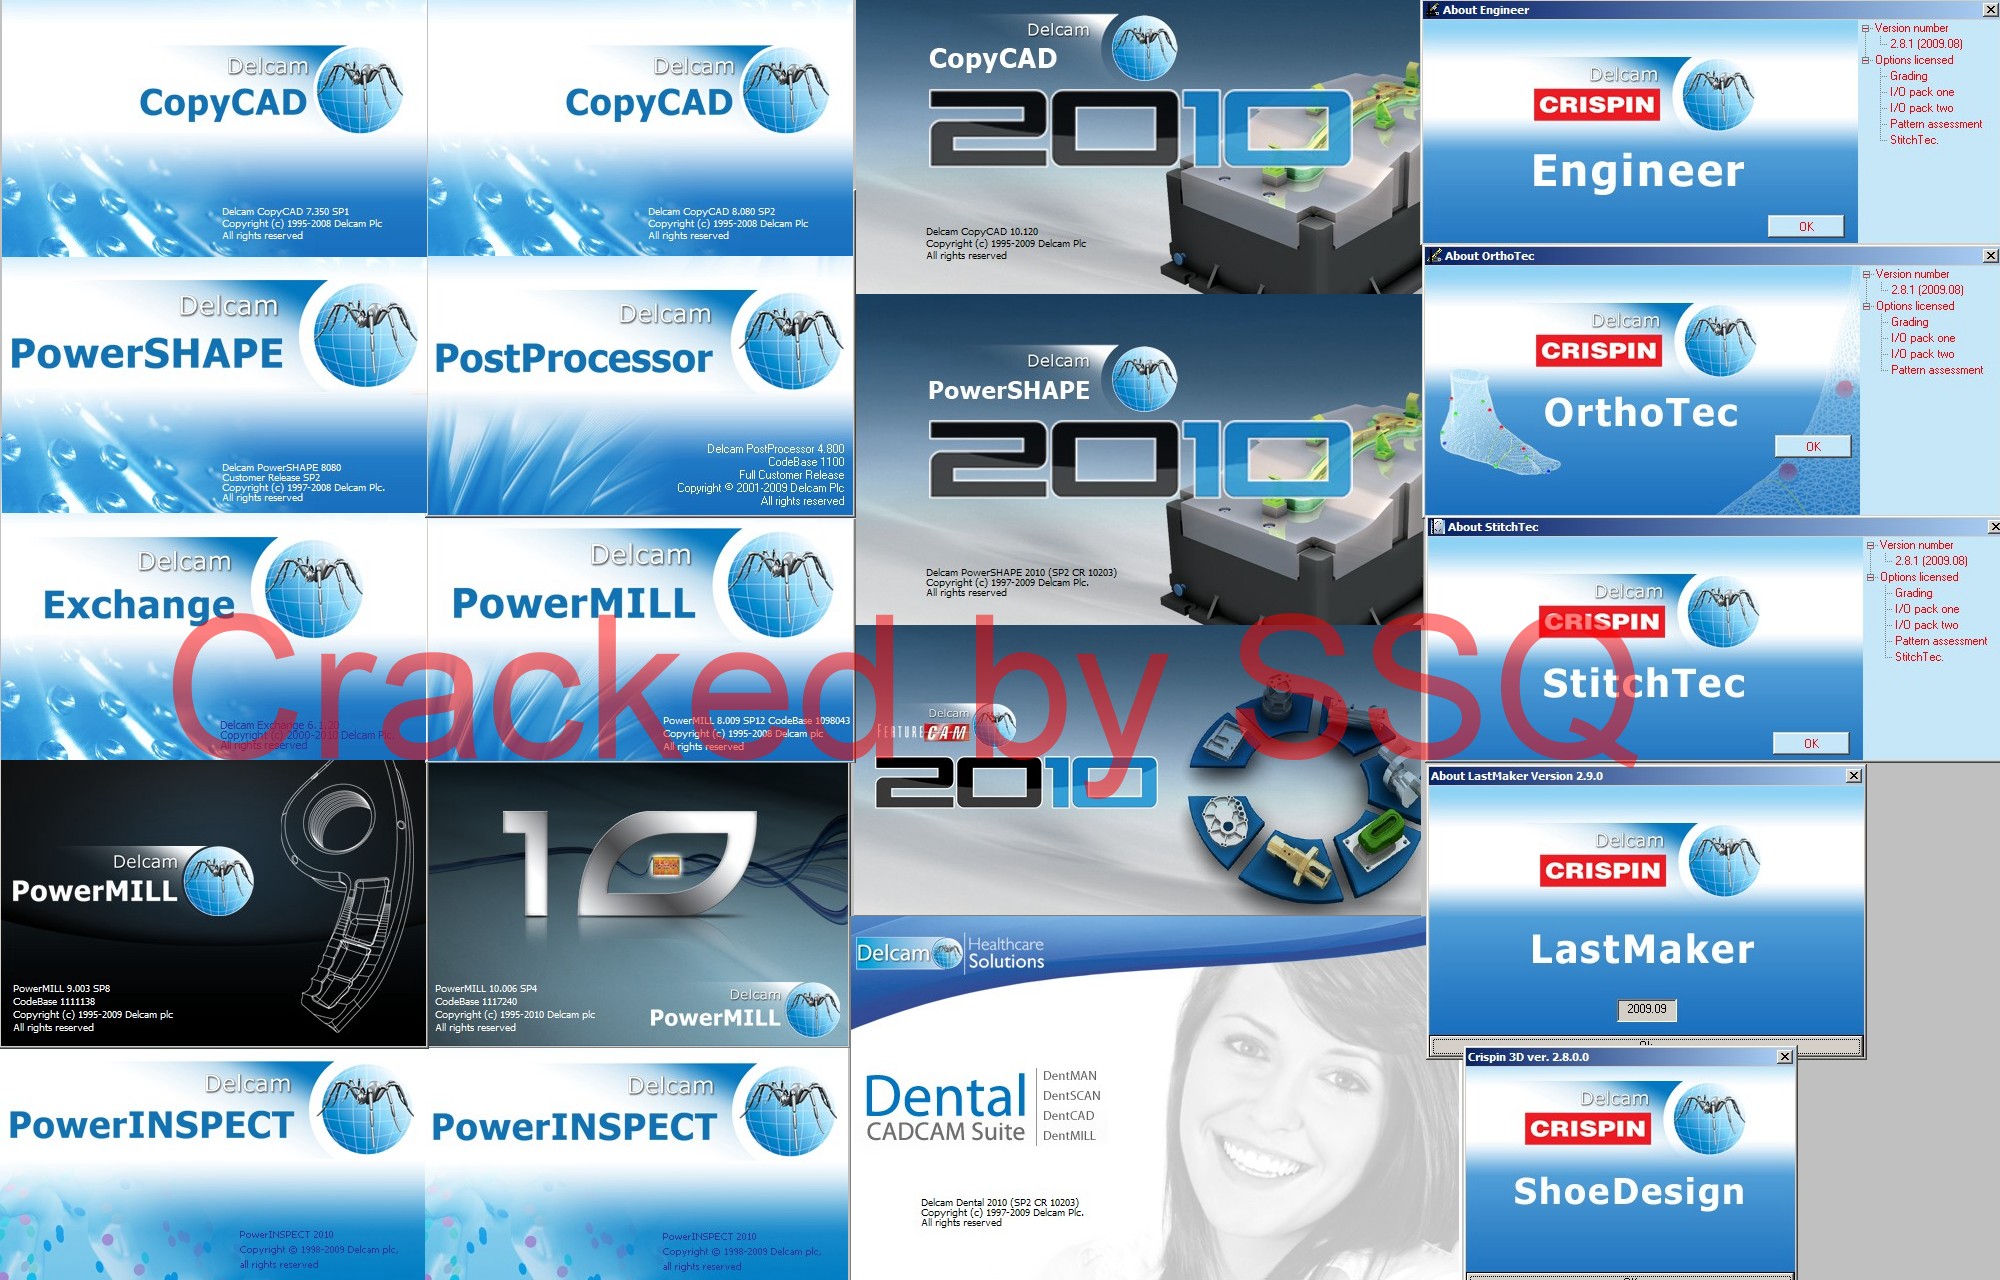 Delcam
CopyCAD
Delcam CopyCAD 7.350 SP1
Copyright (c) 1995-2008 Delcam Plc
All rights reserved
Delcam
CopyCAD
Delcam CopyCAD 8.080 SP2
Copyright (c) 1995-2008 Delcam Plc
All rights reserved
Delcam
CopyCAD
2010
Delcam CopyCAD 10.120
Copyright (c) 1995-2009 Delcam Plc
All rights reserved
About Engineer
Delcam
CRISPIN
Engineer
OK
Version number
2.8.1 (2009.08)
Options licensed
Grading
I/O pack one
I/O pack two
Pattern assessment
StitchTec.
Delcam
PowerSHAPE
Delcam PowerSHAPE 8080
Customer Release SP2
Copyright (c) 1997-2008 Delcam Plc.
All rights reserved
Delcam
PostProcessor
Delcam PostProcessor 4.800
CodeBase 1100
Full Customer Release
Copyright © 2001-2009 Delcam Plc
All rights reserved
Delcam
PowerSHAPE
2010
Delcam PowerSHAPE 2010 (SP2 CR 10203)
Copyright (c) 1997-2009 Delcam Plc.
All rights reserved
About OrthoTec
Delcam
CRISPIN
OrthoTec
OK
Version number
2.8.1 (2009.08)
Options licensed
Grading
I/O pack one
I/O pack two
Pattern assessment
Delcam
Exchange
Delcam Exchange 6.1.20
Copyright (c) 2000-2010 Delcam Plc.
All rights reserved
Delcam
PowerMILL
PowerMILL 8.009 SP12 CodeBase 1098043
Copyright (c) 1995-2008 Delcam plc
All rights reserved
Cracked by SSQ
Delcam
FEATURECAM
2010
About StitchTec
Delcam
CRISPIN
StitchTec
OK
Version number
2.8.1 (2009.08)
Options licensed
Grading
I/O pack one
I/O pack two
Pattern assessment
StitchTec.
Delcam
PowerMILL
9
PowerMILL 9.003 SP8
CodeBase 1111138
Copyright (c) 1995-2009 Delcam plc
All rights reserved
10
PowerMILL 10.006 SP4
CodeBase 1117240
Copyright (c) 1995-2010 Delcam plc
All rights reserved
Delcam
PowerMILL
About LastMaker Version 2.9.0
Delcam
CRISPIN
LastMaker
2009.09
Delcam
PowerINSPECT
PowerINSPECT 2010
Copyright © 1998-2009 Delcam plc,
all rights reserved
Delcam
PowerINSPECT
PowerINSPECT 2010
Copyright © 1998-2009 Delcam plc,
all rights reserved
Delcam
Healthcare
Solutions
Dental
CADCAM Suite
DentMAN
DentSCAN
DentCAD
DentMILL
Delcam Dental 2010 (SP2 CR 10203)
Copyright (c) 1997-2009 Delcam Plc.
All rights reserved
Crispin 3D ver. 2.8.0.0
Delcam
CRISPIN
ShoeDesign